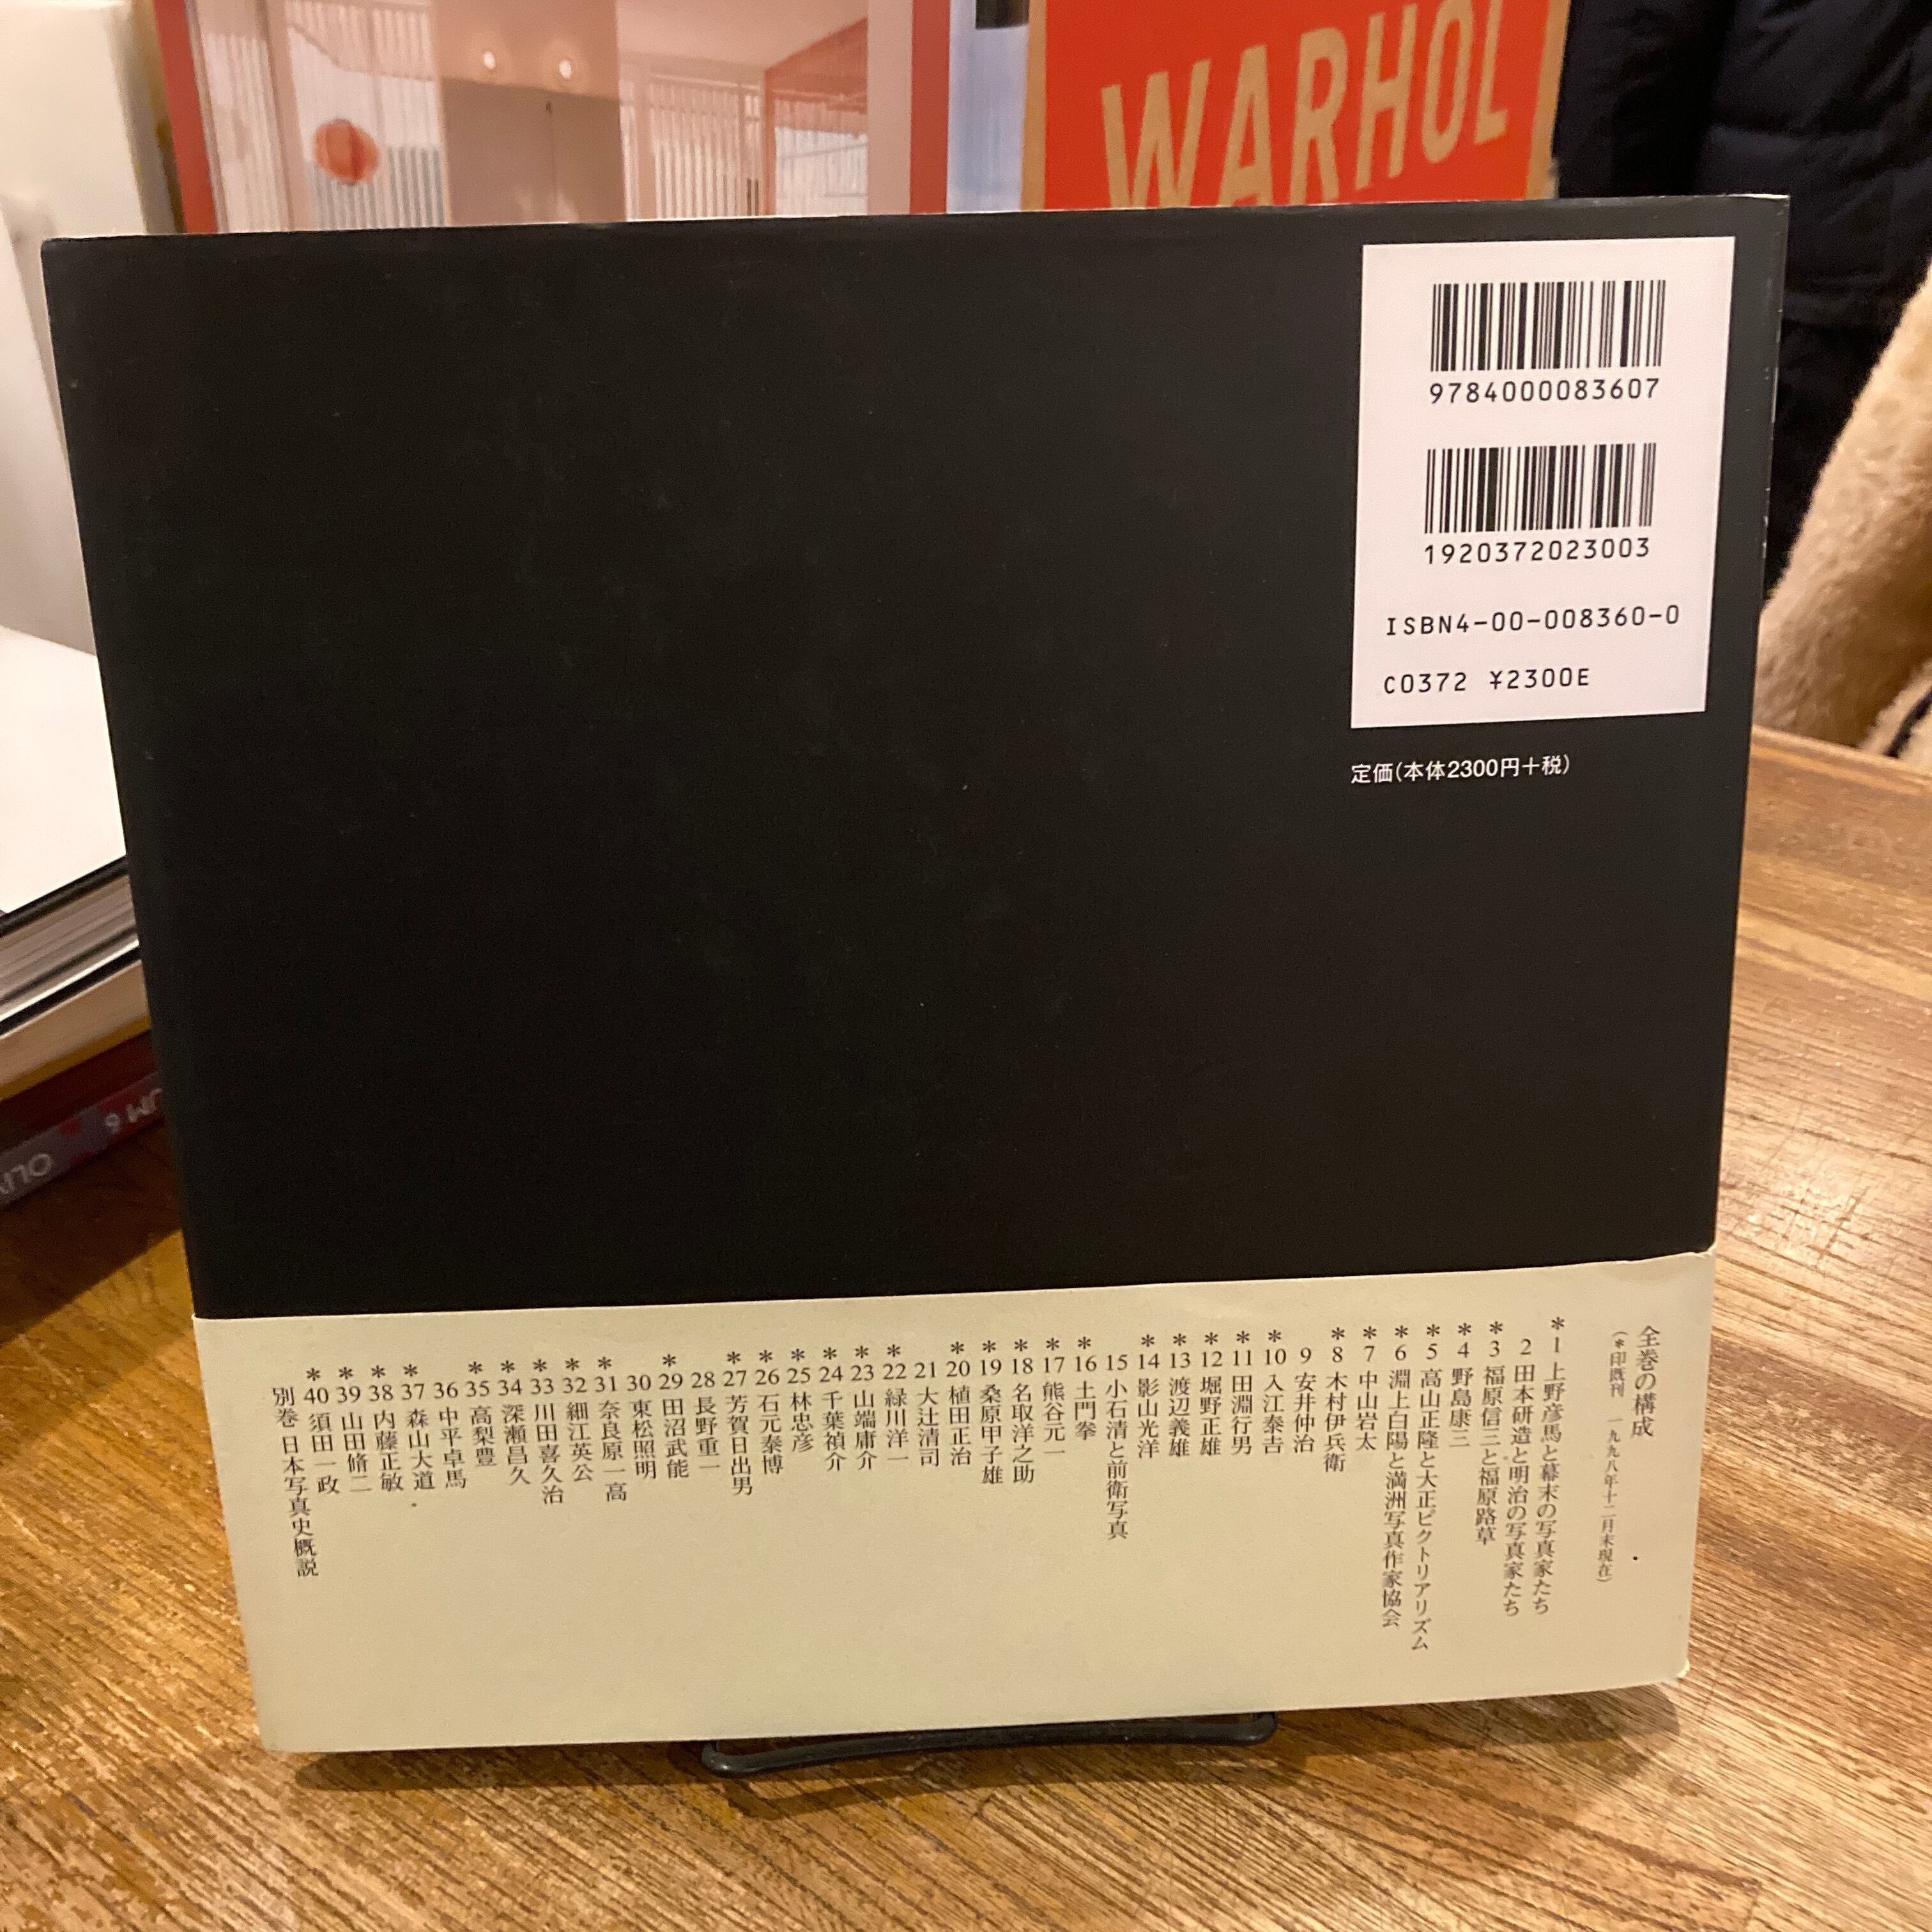 WARHOL
9784000083607
1920372023003
ISBN4-00-008360-0
C0372 ¥2300E
定価(本体2300円+税)
全巻の構成
(*印既刊 一九九八年十二月末現在)
*1 上野彦馬と幕末の写真家たち
2 田本研造と明治の写真家たち
*3 福原信三と福原路草
*4 野島康三
*5 高山正隆と大正ピクトリアリズム
*6 淵上白陽と満洲写真作家協会
*7 中山岩太
*8 木村伊兵衛
9 安井仲治
*10 入江泰吉
*11 田淵行男
*12 堀野正雄
*13 渡辺義雄
*14 影山光洋
15 小石清と前衛写真
*16 土門拳
*17 熊谷元一
*18 名取洋之助
*19 桑原甲子雄
*20 植田正治
21 大辻清司
*22 緑川洋一
*23 山端庸介
*24 千葉禎介
*25 林忠彦
*26 石元泰博
*27 芳賀日出男
28 長野重一
*29 田沼武能
30 東松照明
*31 奈良原一高
*32 細江英公
*33 川田喜久治
*34 深瀬昌久
*35 高梨豊
36 中平卓馬
*37 森山大道
*38 内藤正敏
*39 山田脩二
*40 須田一政
別巻 日本写真史概説